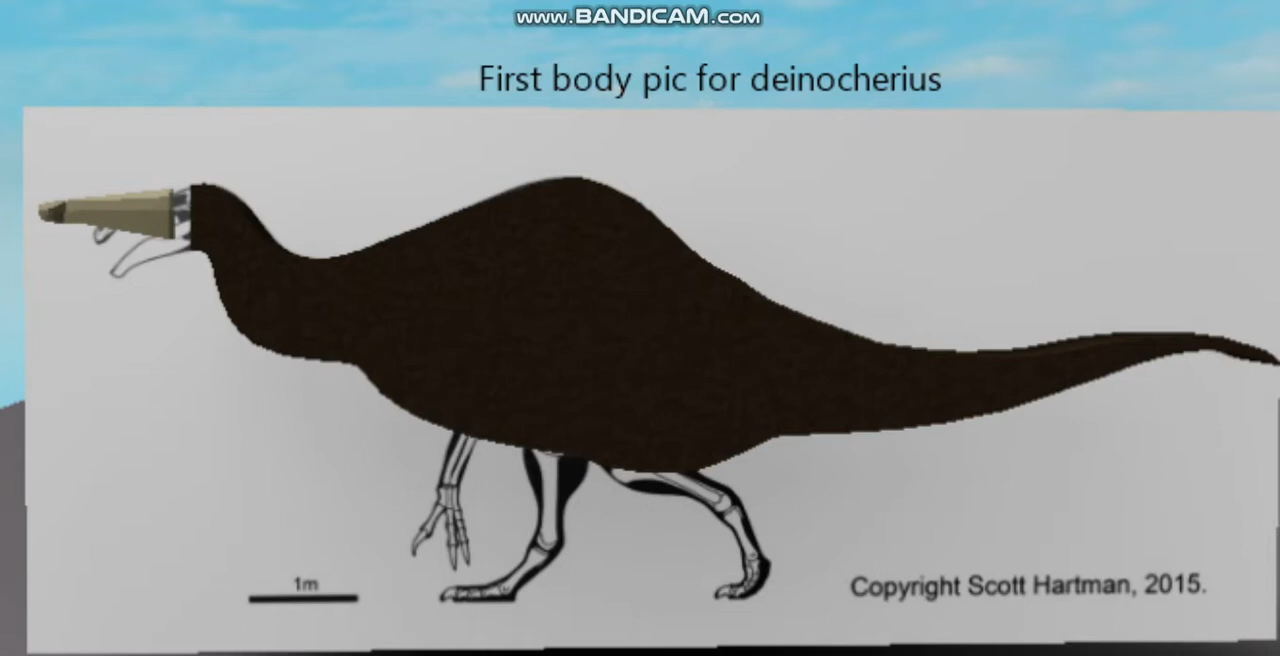 www.BANDICAM.com
First body pic for deinocherius
1m
Copyright Scott Hartman, 2015.